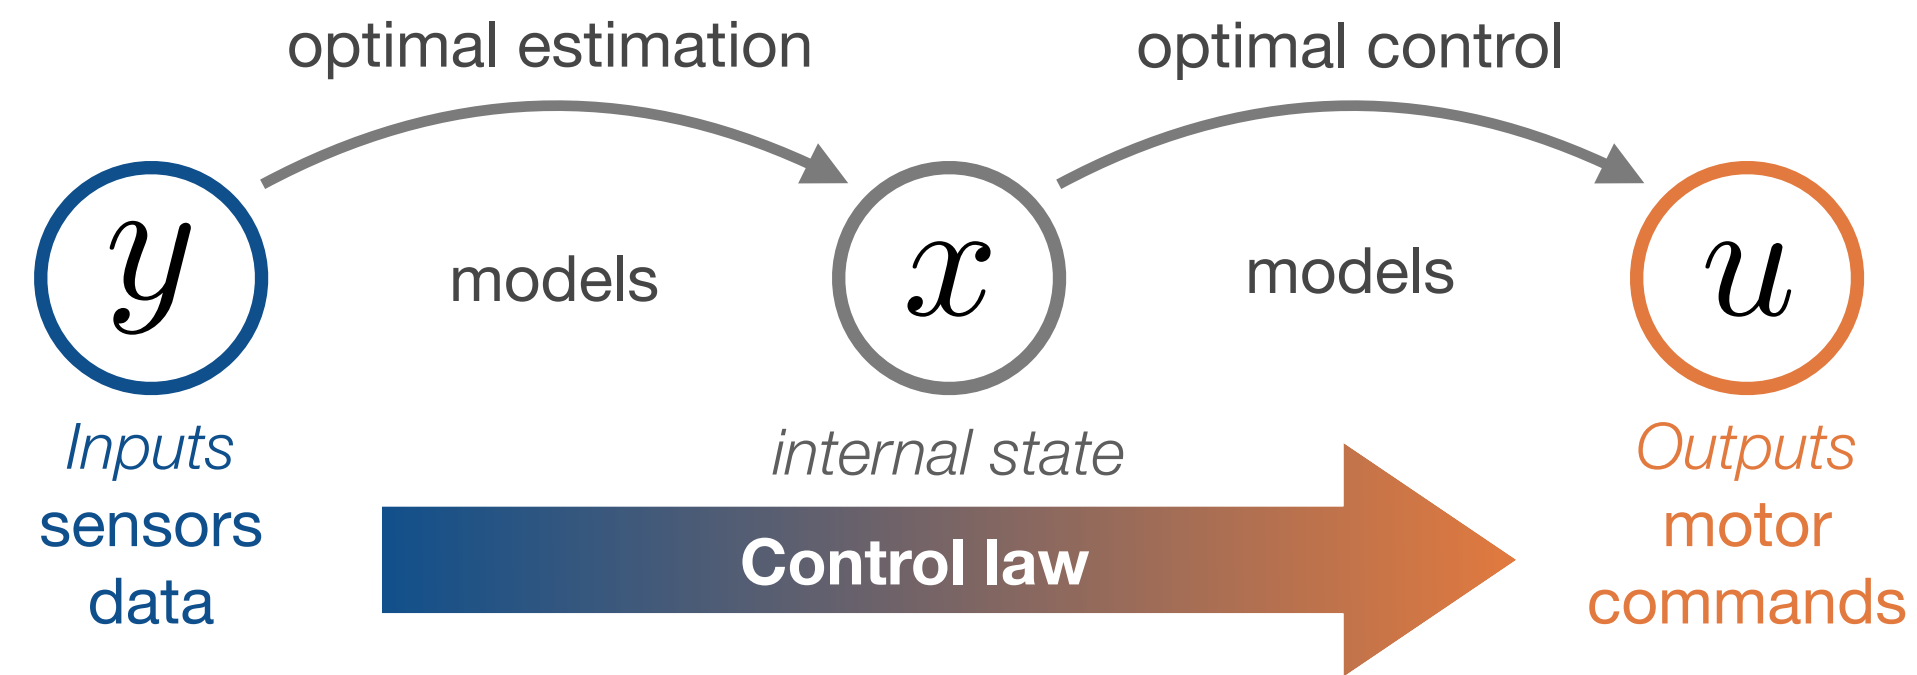 optimal estimation
optimal control
y
models
x
models
u
Inputs
sensors
data
internal state
Control law
Outputs
motor
commands